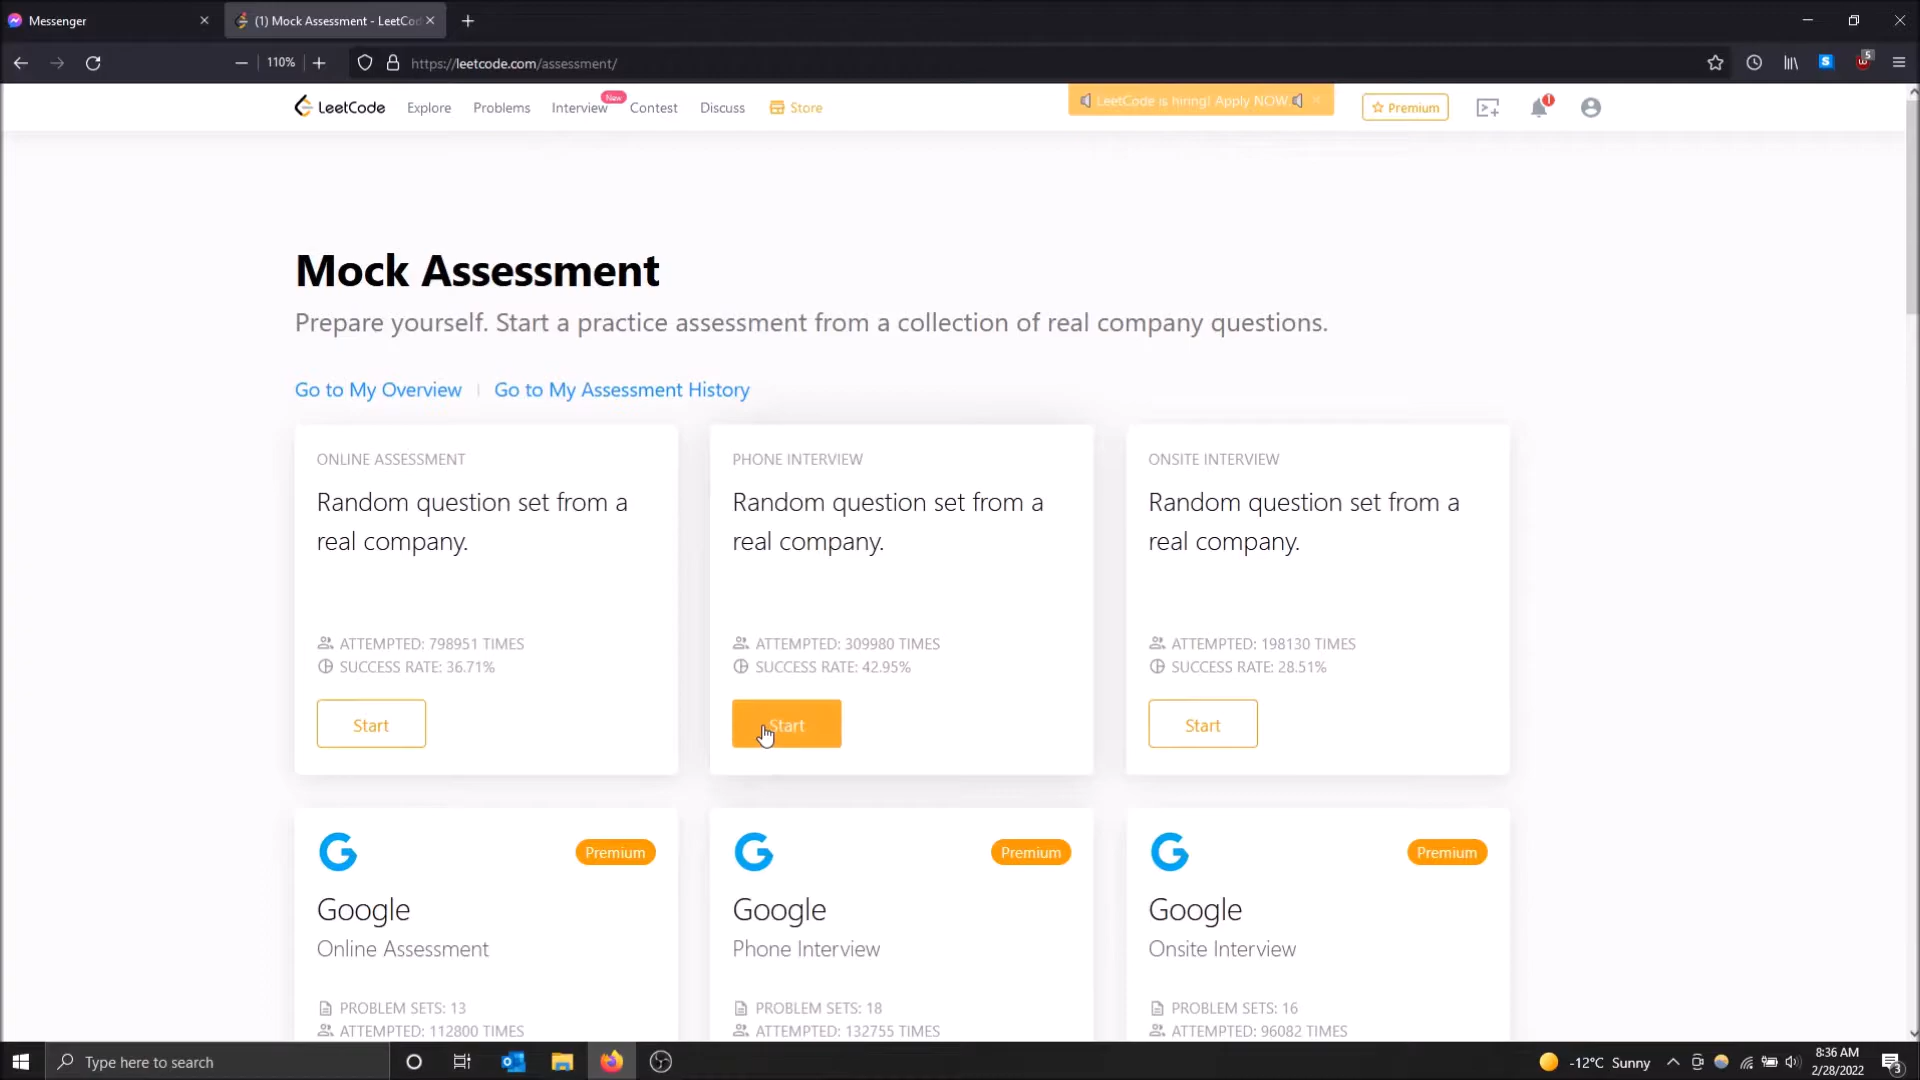 Messenger
(1) Mock Assessment - LeetCod
110%
https://leetcode.com/assessment/
5
LeetCode
Explore
Problems
Interview
New
Contest
Discuss
Store
LeetCode is hiring! Apply NOW
Premium
1
Mock Assessment
Prepare yourself. Start a practice assessment from a collection of real company questions.
Go to My Overview
Go to My Assessment History
ONLINE ASSESSMENT
Random question set from a
real company.
ATTEMPTED: 798951 TIMES
SUCCESS RATE: 36.71%
Start
PHONE INTERVIEW
Random question set from a
real company.
ATTEMPTED: 309980 TIMES
SUCCESS RATE: 42.95%
Start
ONSITE INTERVIEW
Random question set from a
real company.
ATTEMPTED: 198130 TIMES
SUCCESS RATE: 28.51%
Start
Premium
Google
Online Assessment
PROBLEM SETS: 13
ATTEMPTED: 112800 TIMES
Premium
Google
Phone Interview
PROBLEM SETS: 18
ATTEMPTED: 132755 TIMES
Premium
Google
Onsite Interview
PROBLEM SETS: 16
ATTEMPTED: 96082 TIMES
Type here to search
-12°C Sunny
8:36 AM
2/28/2022
3